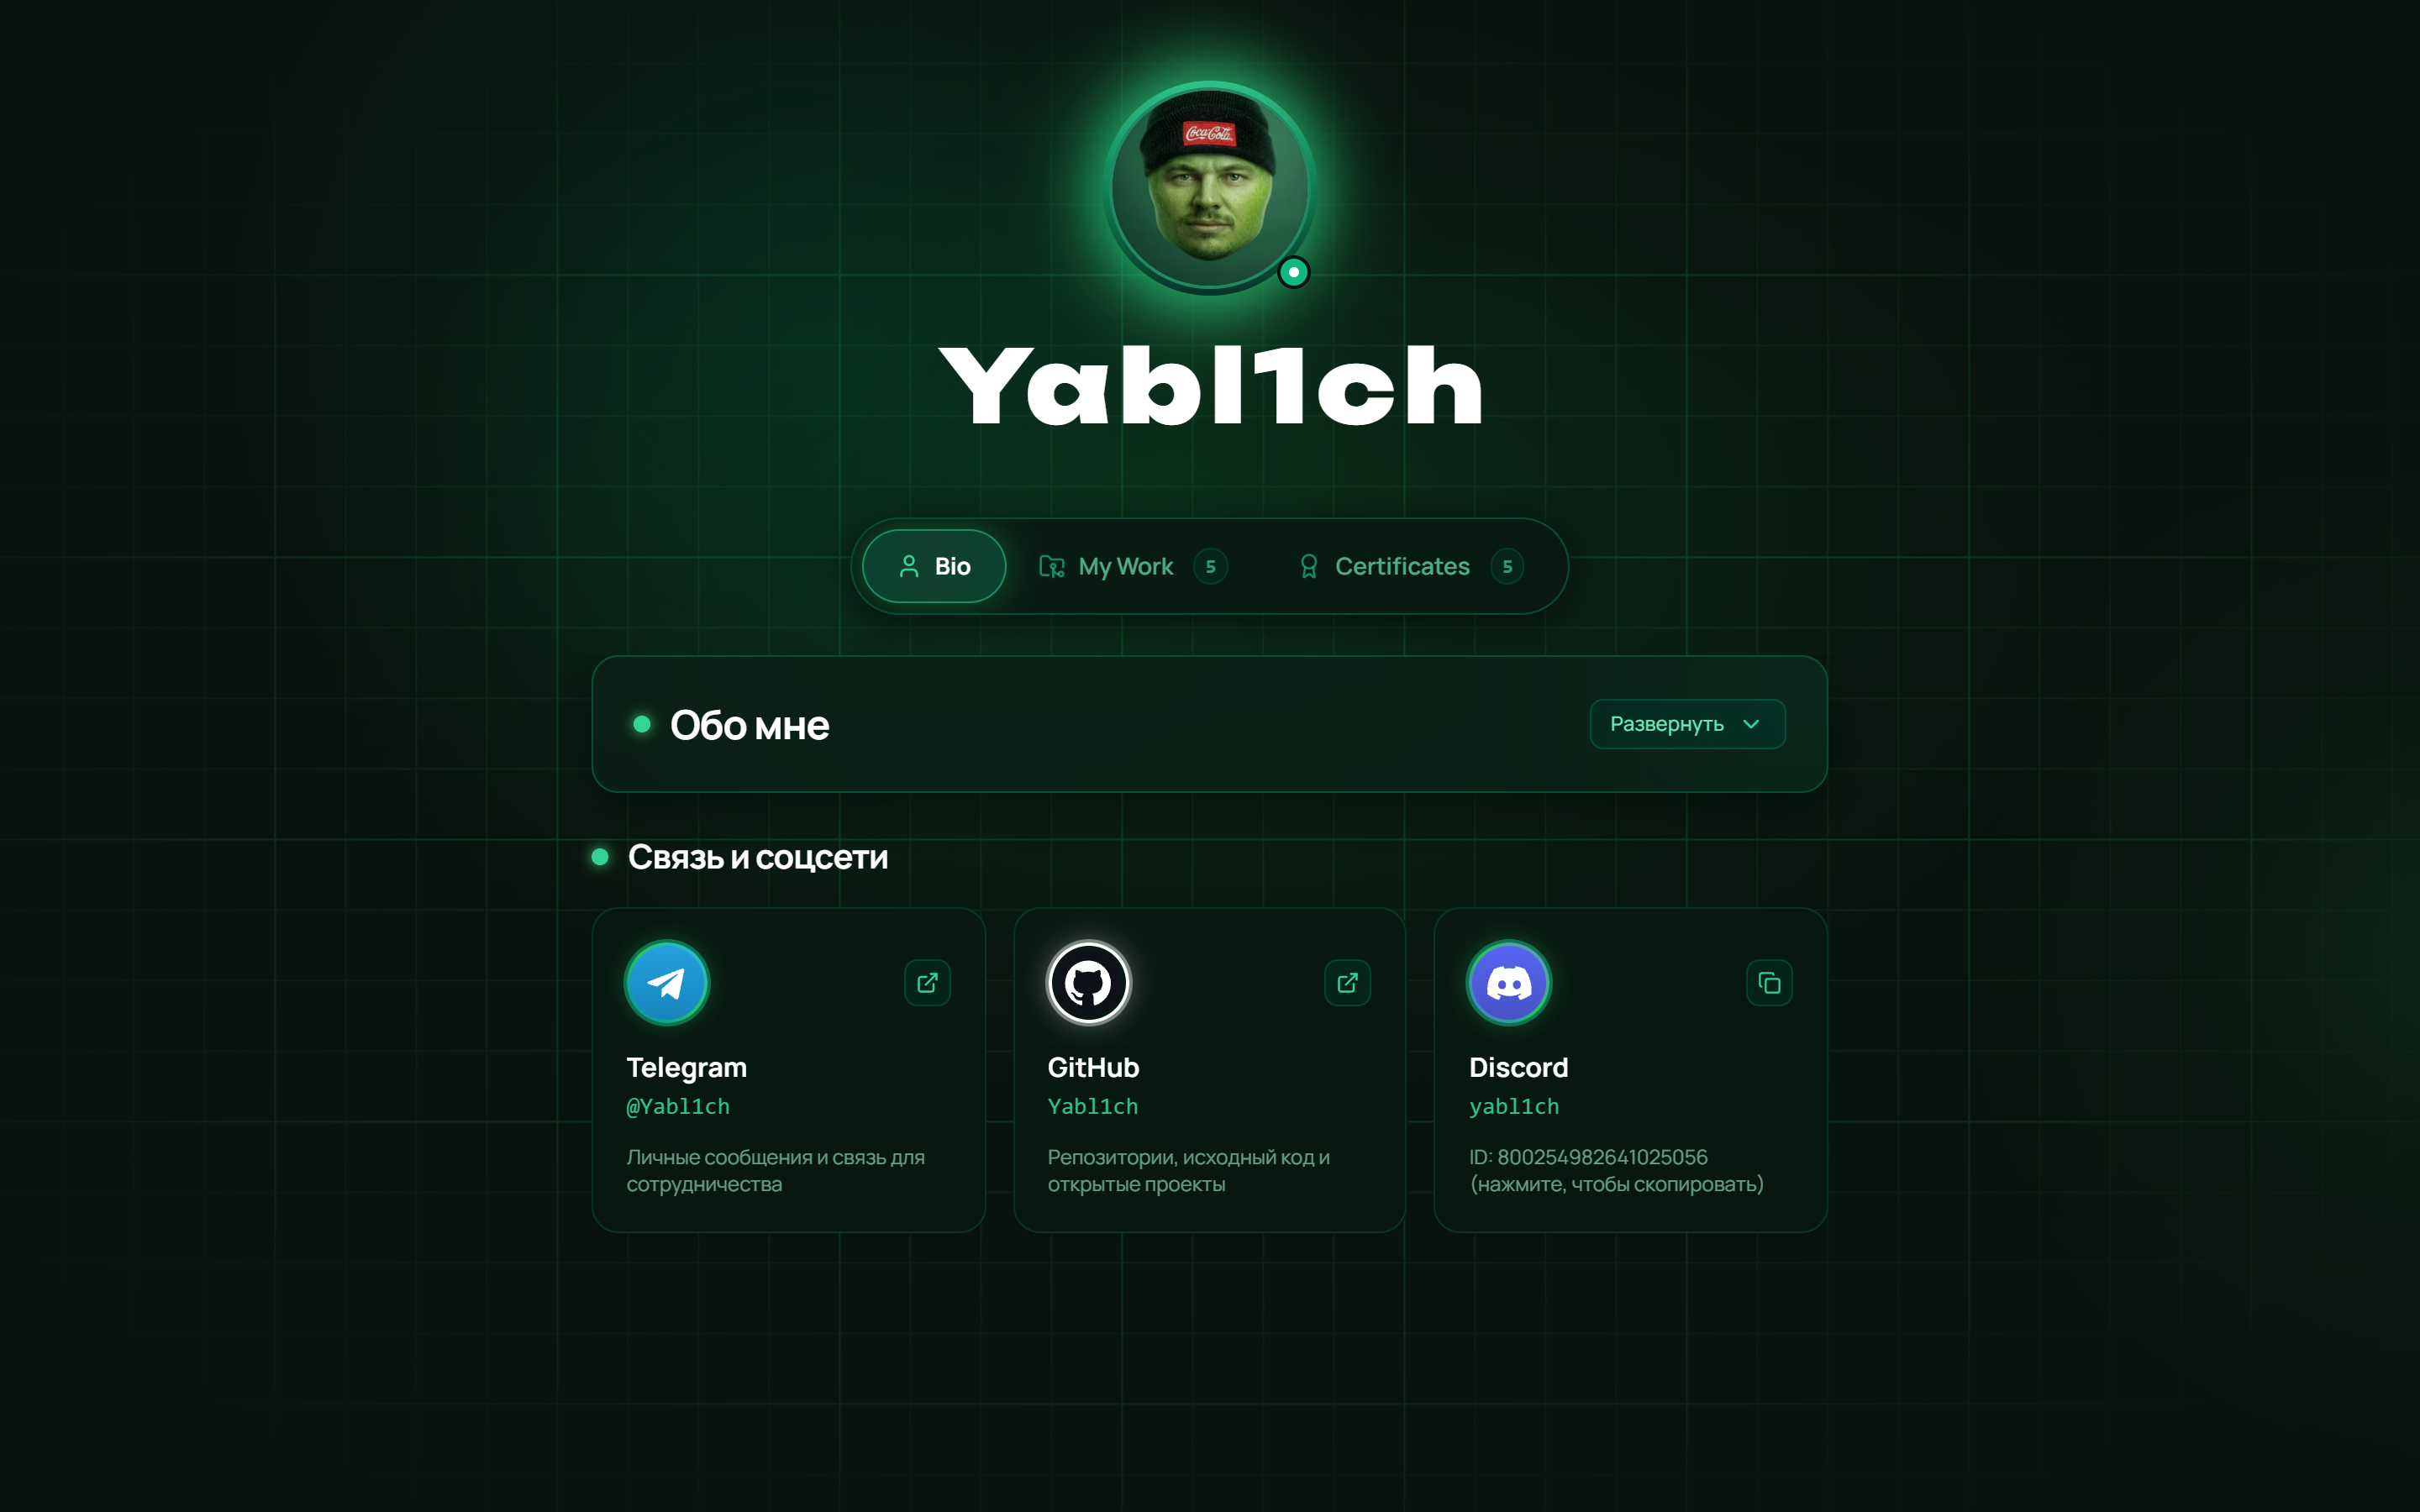 Coca-Cola
Yabl1ch
Bio
My Work 5
Certificates 5
Обо мне
Развернуть
Связь и соцсети
Telegram
@Yabl1ch
Личные сообщения и связь для
сотрудничества
GitHub
Yabl1ch
Репозитории, исходный код и
открытые проекты
Discord
yabl1ch
ID: 800254982641025056
(нажмите, чтобы скопировать)